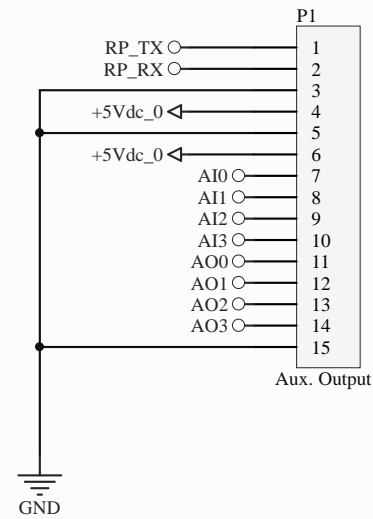 P1
RP_TX 1
RP_RX 2
3
+5Vdc_0 4
5
+5Vdc_0 6
AI0 7
AI1 8
AI2 9
AI3 10
AO0 11
AO1 12
AO2 13
AO3 14
15
Aux. Output
GND